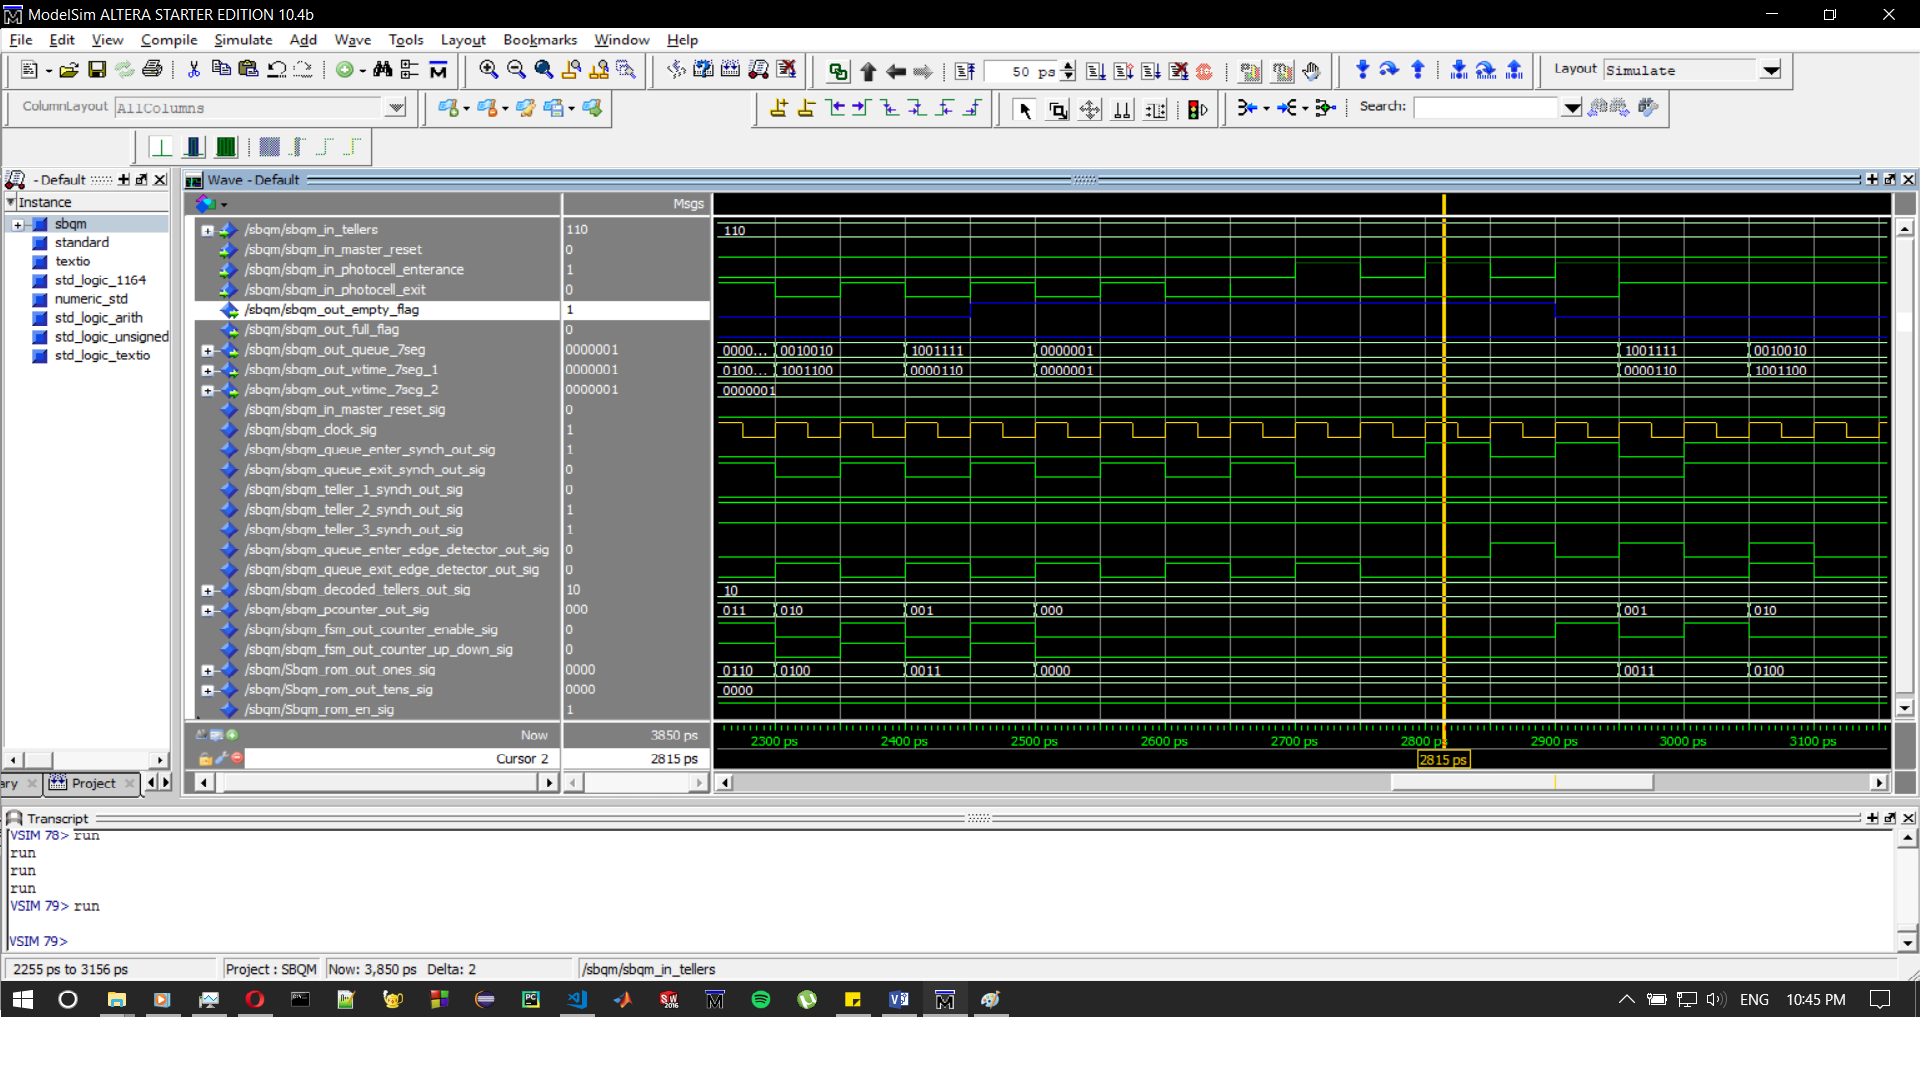 ModelSim ALTERA STARTER EDITION 10.4b
File Edit View Compile Simulate Add Wave Tools Layout Bookmarks Window Help
50 ps Layout Simulate
ColumnLayout AllColumns Search:
- Default
Wave - Default
Instance
sbqm
standard
textio
std_logic_1164
numeric_std
std_logic_arith
std_logic_unsigned
std_logic_textio
ary Project
Msgs
/sbqm/sbqm_in_tellers 110 110
/sbqm/sbqm_in_master_reset 0
/sbqm/sbqm_in_photocell_enterance 1
/sbqm/sbqm_in_photocell_exit 0
/sbqm/sbqm_out_empty_flag 1
/sbqm/sbqm_out_full_flag 0
/sbqm/sbqm_out_queue_7seg 0000001 0000... 0010010 1001111 0000001 1001111 0010010
/sbqm/sbqm_out_wtime_7seg_1 0000001 0100... 1001100 0000110 0000001 0000110 1001100
/sbqm/sbqm_out_wtime_7seg_2 0000001 0000001
/sbqm/sbqm_in_master_reset_sig 0
/sbqm/sbqm_clock_sig 1
/sbqm/sbqm_queue_enter_synch_out_sig 1
/sbqm/sbqm_queue_exit_synch_out_sig 0
/sbqm/sbqm_teller_1_synch_out_sig 0
/sbqm/sbqm_teller_2_synch_out_sig 1
/sbqm/sbqm_teller_3_synch_out_sig 1
/sbqm/sbqm_queue_enter_edge_detector_out_sig 0
/sbqm/sbqm_queue_exit_edge_detector_out_sig 0
/sbqm/sbqm_decoded_tellers_out_sig 10 10
/sbqm/sbqm_pcounter_out_sig 000 011 010 001 000 001 010
/sbqm/sbqm_fsm_out_counter_enable_sig 0
/sbqm/sbqm_fsm_out_counter_up_down_sig 0
/sbqm/Sbqm_rom_out_ones_sig 0000 0110 0100 0011 0000 0011 0100
/sbqm/Sbqm_rom_out_tens_sig 0000 0000
/sbqm/Sbqm_rom_en_sig 1
Now 3850 ps 2300 ps 2400 ps 2500 ps 2600 ps 2700 ps 2800 ps 2900 ps 3000 ps 3100 ps
Cursor 2 2815 ps 2815 ps
Transcript
VSIM 78> run
run
run
run
VSIM 79> run
VSIM 79>
2255 ps to 3156 ps Project : SBQM Now: 3,850 ps Delta: 2 /sbqm/sbqm_in_tellers
ENG 10:45 PM